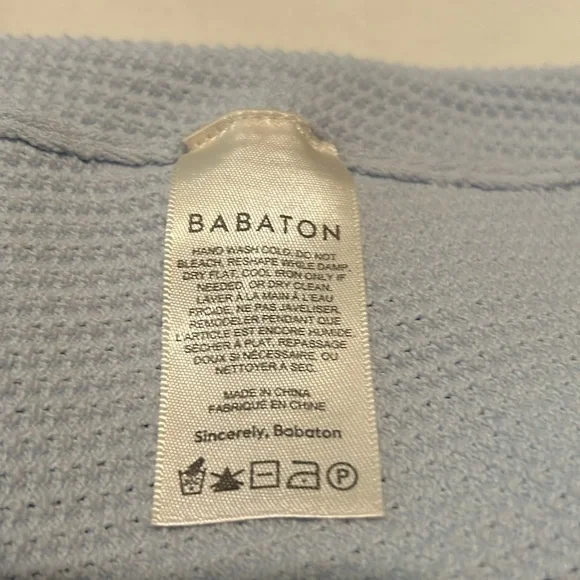 BABATON
HAND WASH COLD. DO NOT
BLEACH. RESHAPE WHILE DAMP.
DRY FLAT. COOL IRON ONLY IF
NEEDED, OR DRY CLEAN.
LAVER À LA MAIN À L'EAU
FROIDE. NE PAS JAVELISER.
REMODELER PENDANT QUE
L'ARTICLE EST ENCORE HUMIDE.
SÉCHER À PLAT. REPASSAGE
DOUX SI NÉCESSAIRE, OU
NETTOYER À SEC.
MADE IN CHINA
FABRIQUÉ EN CHINE
Sincerely, Babaton
P